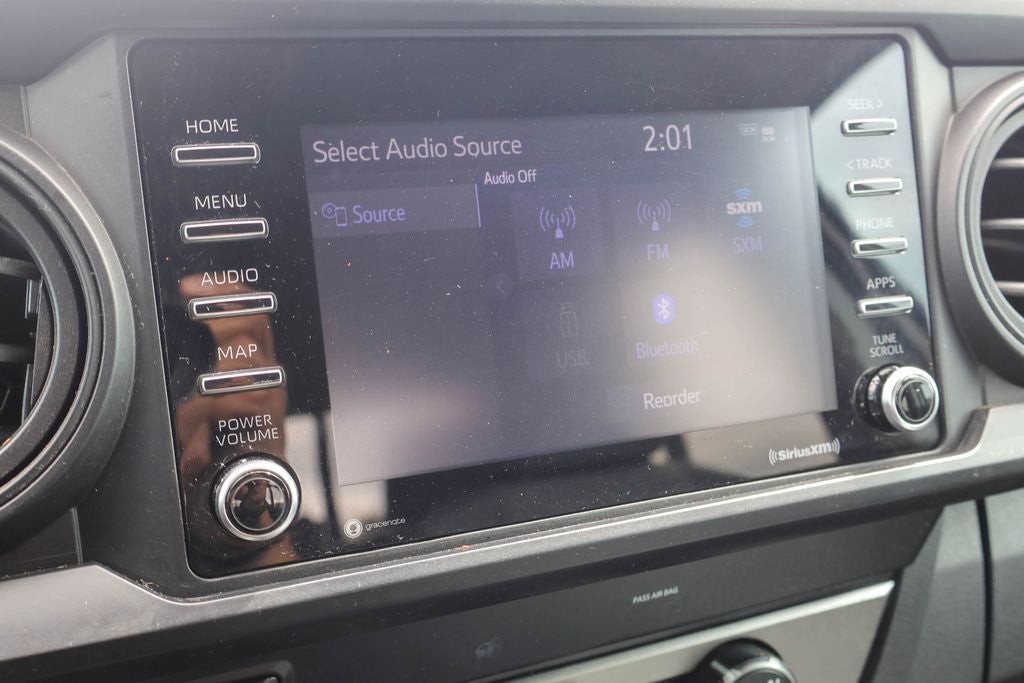 HOME
MENU
AUDIO
MAP
POWER
VOLUME
Select Audio Source
2:01
DCM
Audio Off
Source
AM
FM
sxm
SXM
USB
Bluetooth
Reorder
SEEK >
< TRACK
PHONE
APPS
TUNE
SCROLL
gracenote
((SiriusXM))
PASS AIR BAG